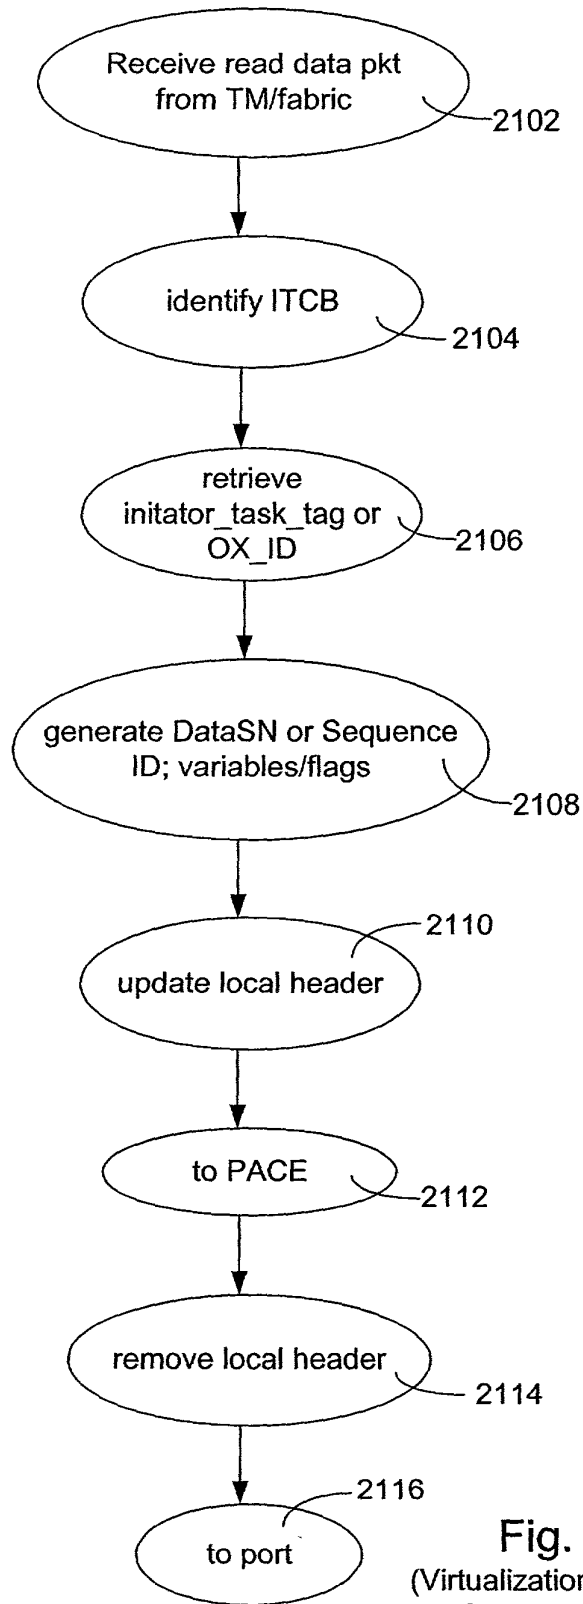 Receive read data pkt
from TM/fabric
2102
identify ITCB
2104
retrieve
initator_task_tag or
OX_ID
2106
generate DataSN or Sequence
ID; variables/flags
2108
2110
update local header
to PACE
2112
remove local header
2114
2116
to port
Fig.
(Virtualization